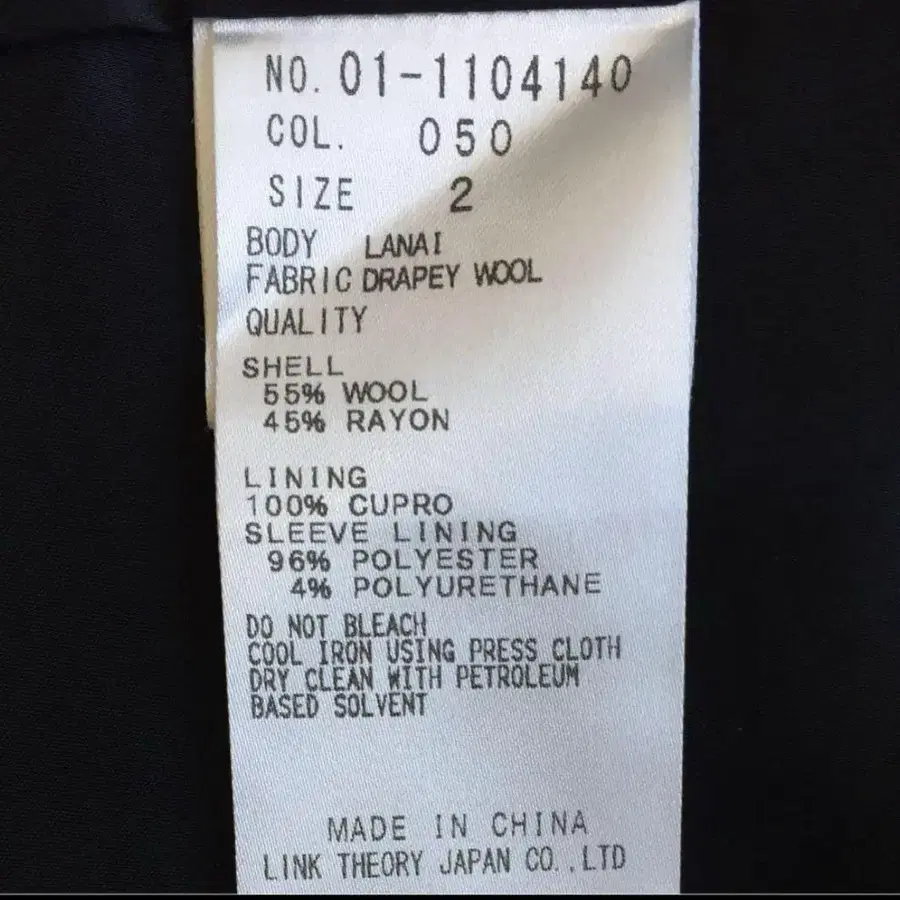 NO. 01-1104140
COL. 050
SIZE 2
BODY LANAI
FABRIC DRAPEY WOOL
QUALITY
SHELL
55% WOOL
45% RAYON
LINING
100% CUPRO
SLEEVE LINING
96% POLYESTER
4% POLYURETHANE
DO NOT BLEACH
COOL IRON USING PRESS CLOTH
DRY CLEAN WITH PETROLEUM
BASED SOLVENT
MADE IN CHINA
LINK THEORY JAPAN CO.,LTD